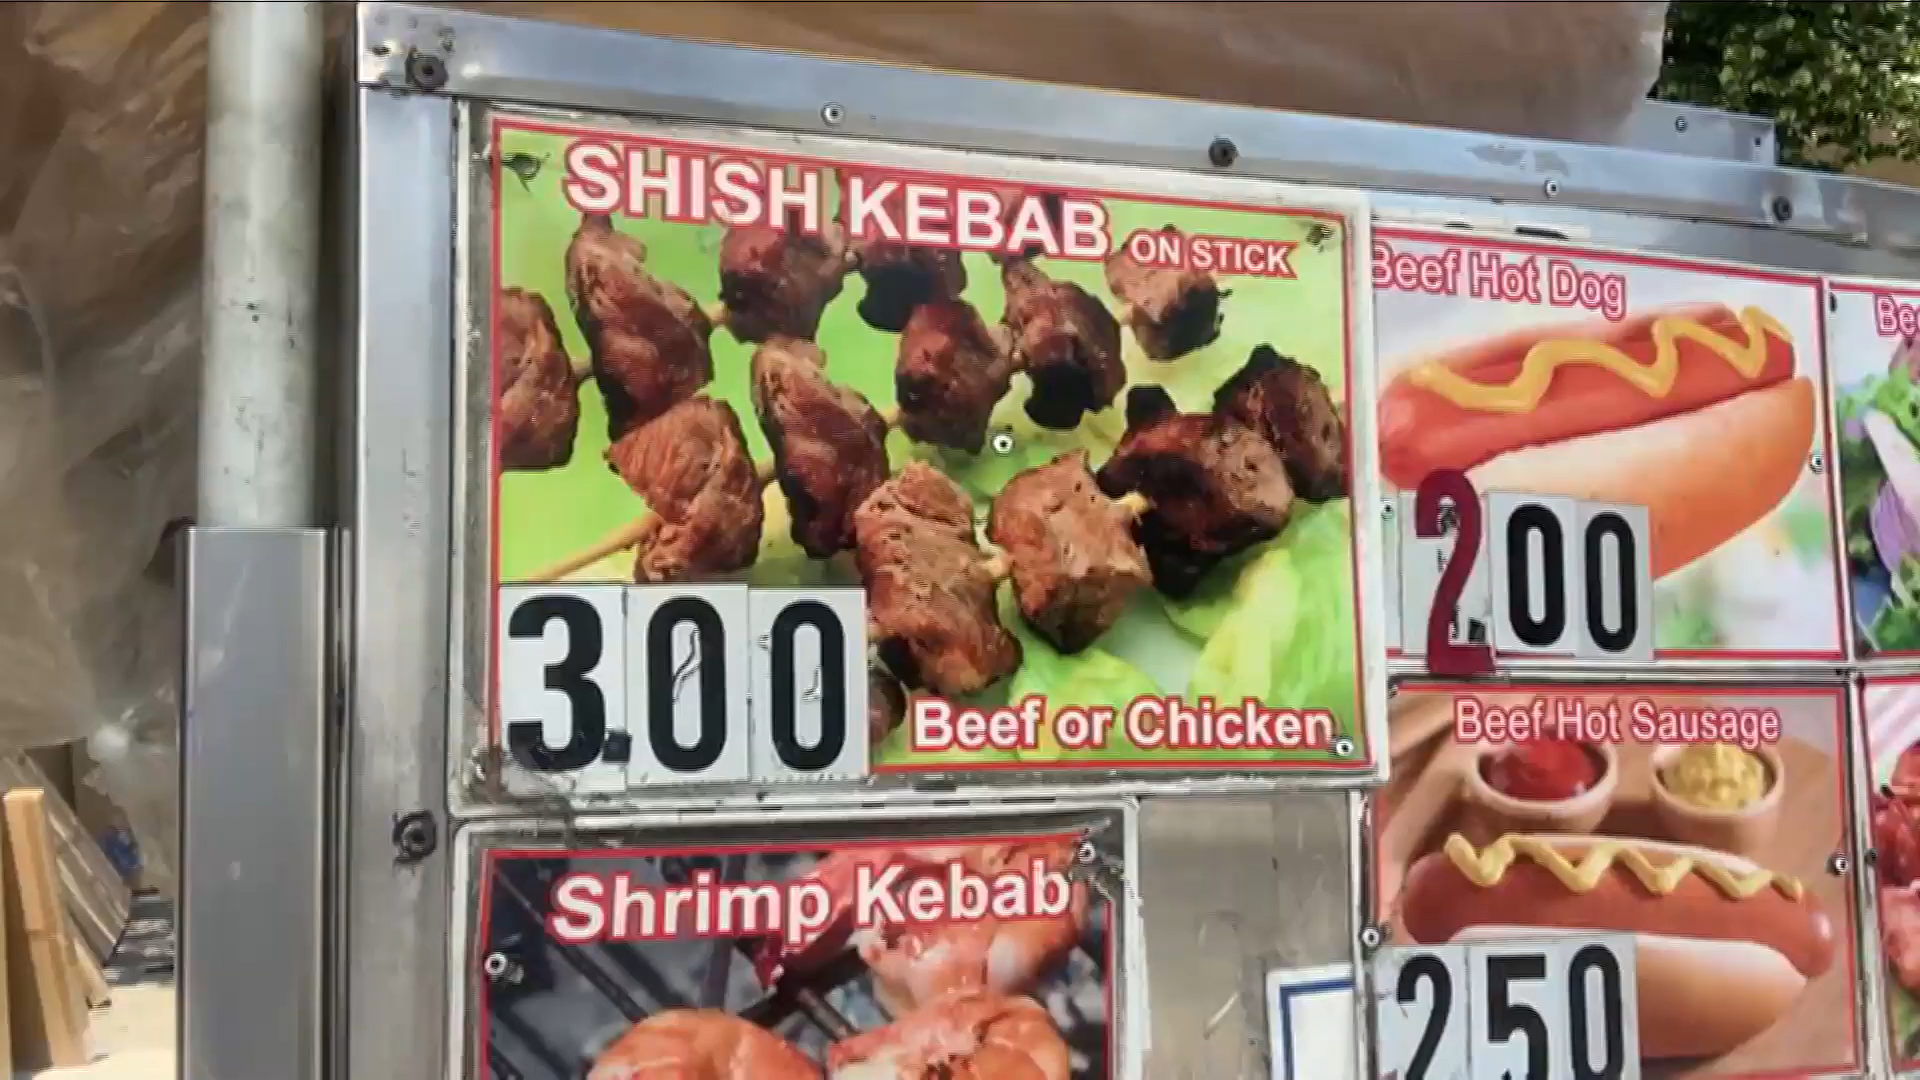 SHISH KEBAB ON STICK
3.00
Beef or Chicken
Beef Hot Dog
2.00
Beef Hot Sausage
2.50
Shrimp Kebab